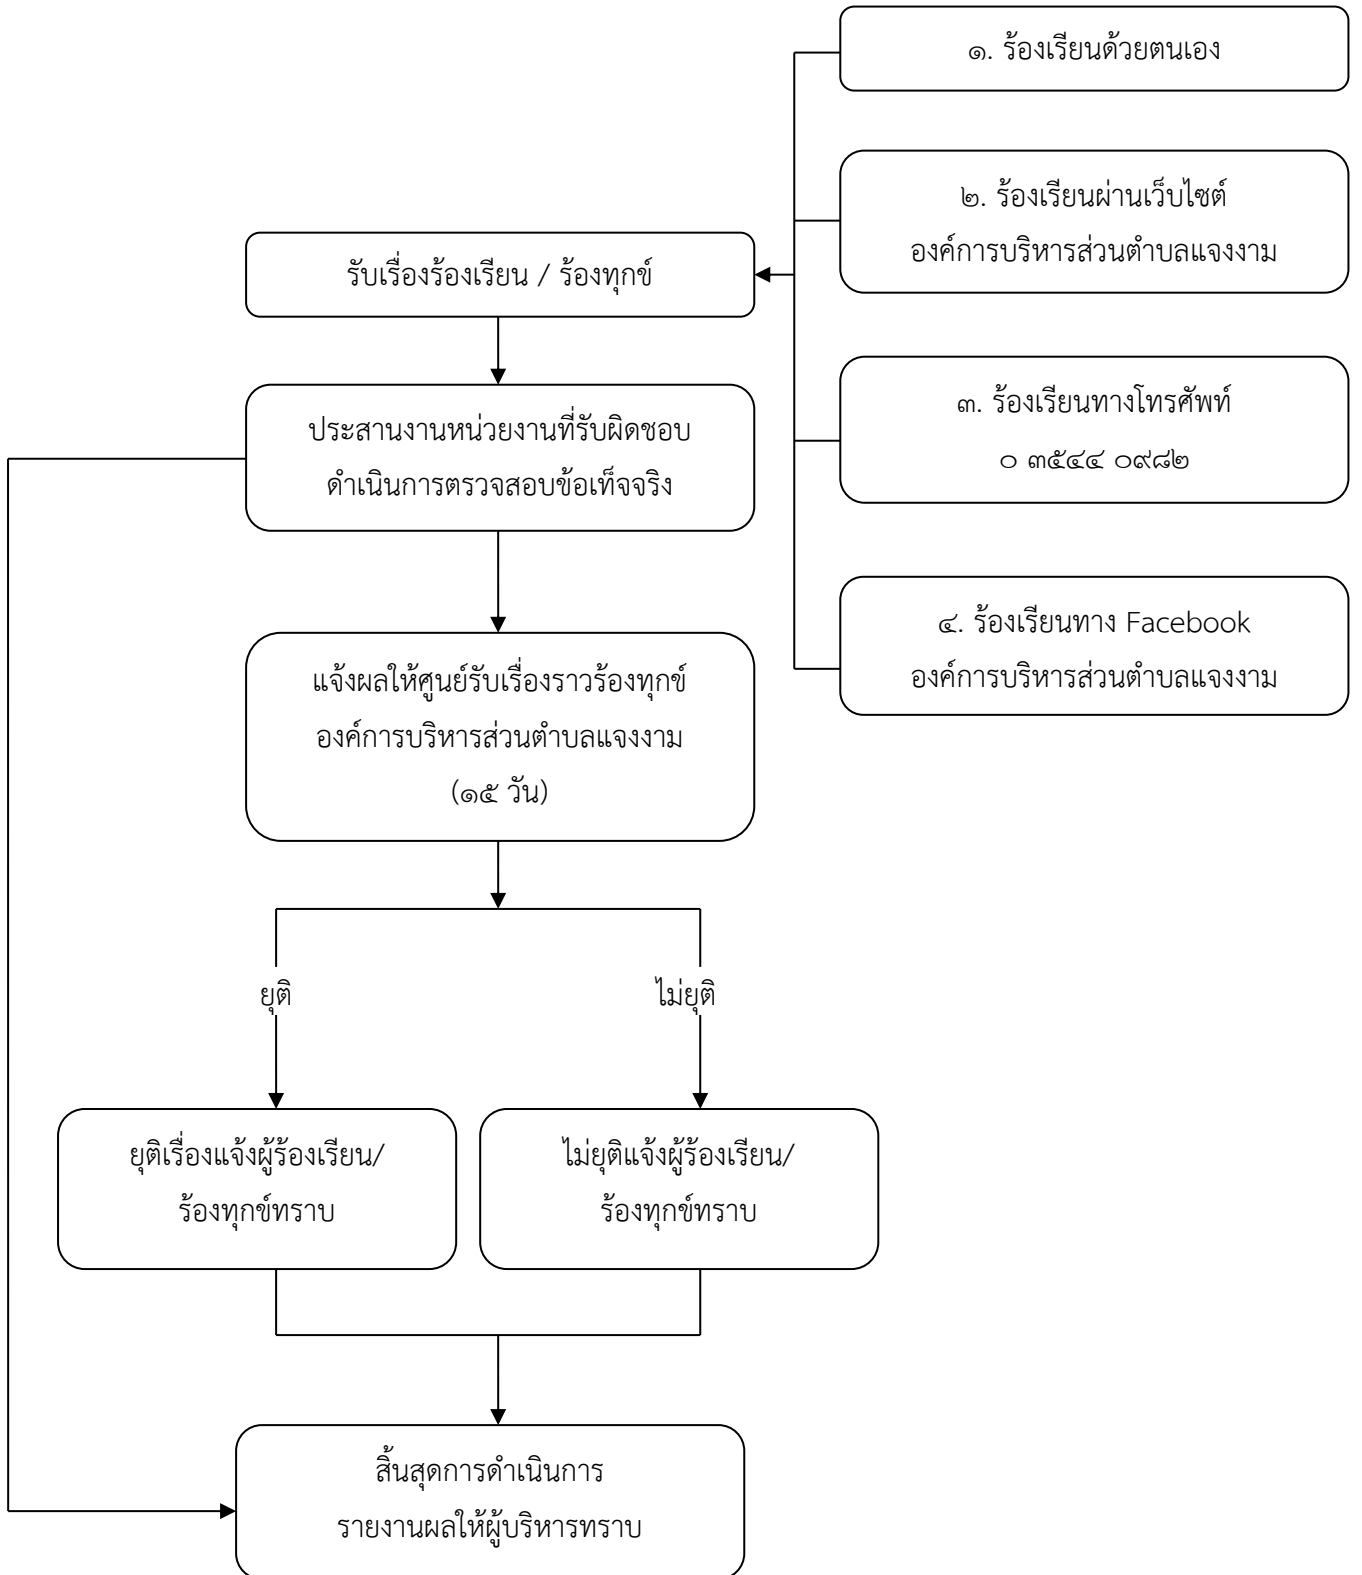 ๑. ร้องเรียนด้วยตนเอง
๒. ร้องเรียนผ่านเว็บไซต์
องค์การบริหารส่วนตำบลแจงงาม
รับเรื่องร้องเรียน / ร้องทุกข์
๓. ร้องเรียนทางโทรศัพท์
๐ ๓๕๔๔ ๐๙๘๒
ประสานงานหน่วยงานที่รับผิดชอบ
ดำเนินการตรวจสอบข้อเท็จจริง
๔. ร้องเรียนทาง Facebook
องค์การบริหารส่วนตำบลแจงงาม
แจ้งผลให้ศูนย์รับเรื่องราวร้องทุกข์
องค์การบริหารส่วนตำบลแจงงาม
(๑๕ วัน)
ยุติ
ไม่ยุติ
ยุติเรื่องแจ้งผู้ร้องเรียน/
ร้องทุกข์ทราบ
ไม่ยุติแจ้งผู้ร้องเรียน/
ร้องทุกข์ทราบ
สิ้นสุดการดำเนินการ
รายงานผลให้ผู้บริหารทราบ